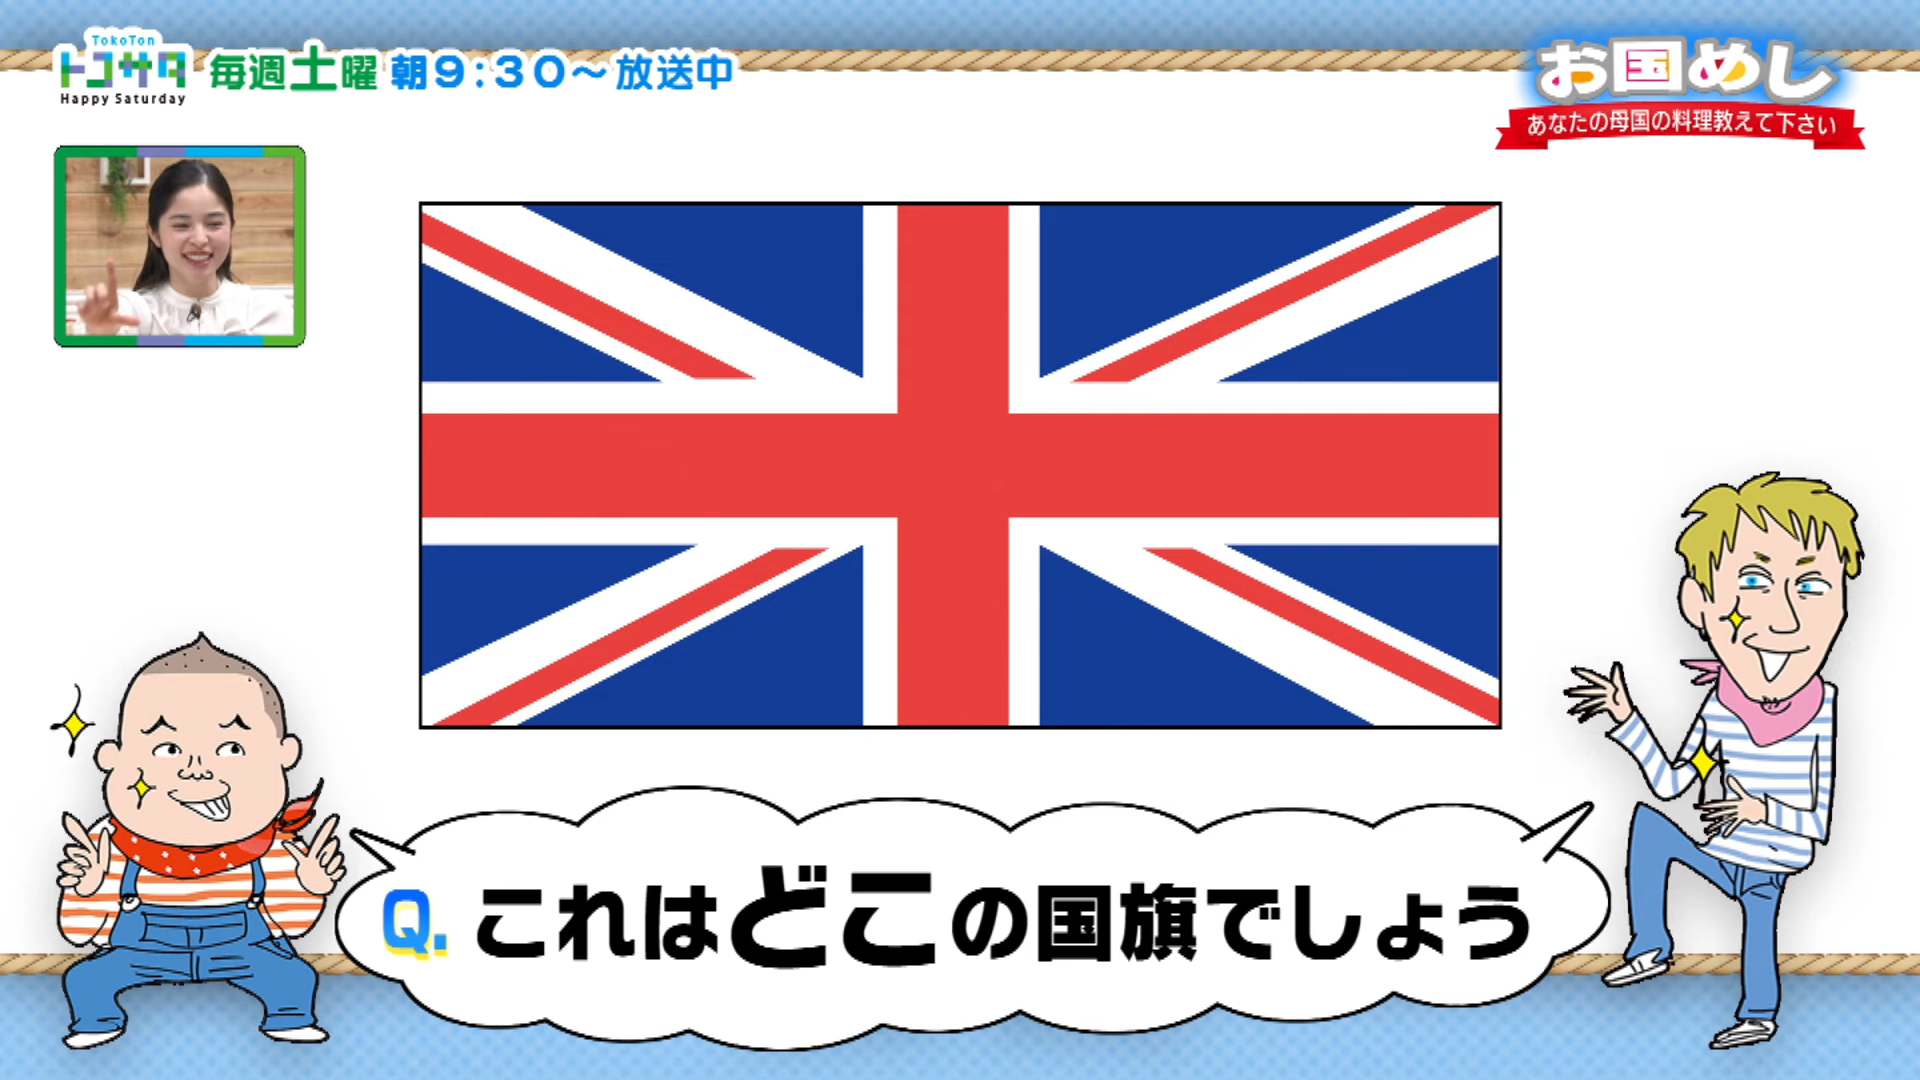 TokoTon
トコサタ
Happy Saturday
毎週土曜 朝9:30〜放送中
お国めし
あなたの母国の料理教えて下さい
Q. これはどこの国旗でしょう